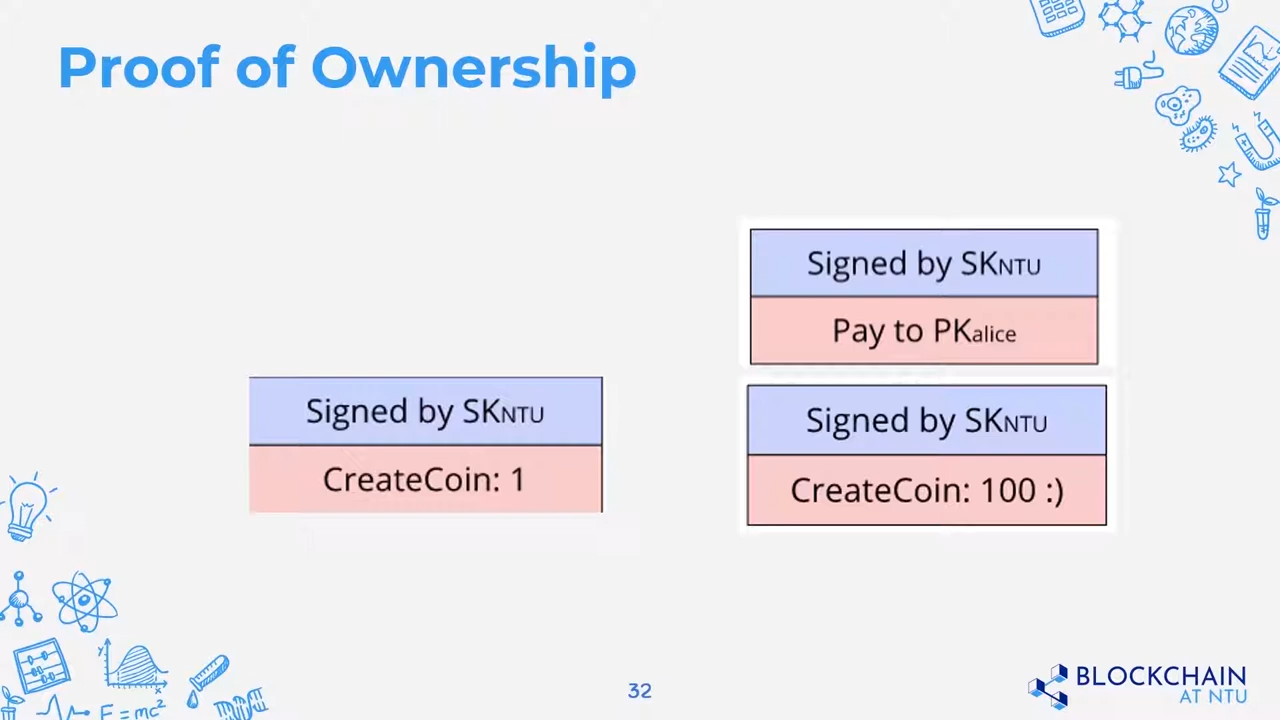 Proof of Ownership
Signed by SKNTU
Pay to PKalice
Signed by SKNTU
CreateCoin: 1
Signed by SKNTU
CreateCoin: 100 :)
E=mc²
y
x
32
BLOCKCHAIN
AT NTU